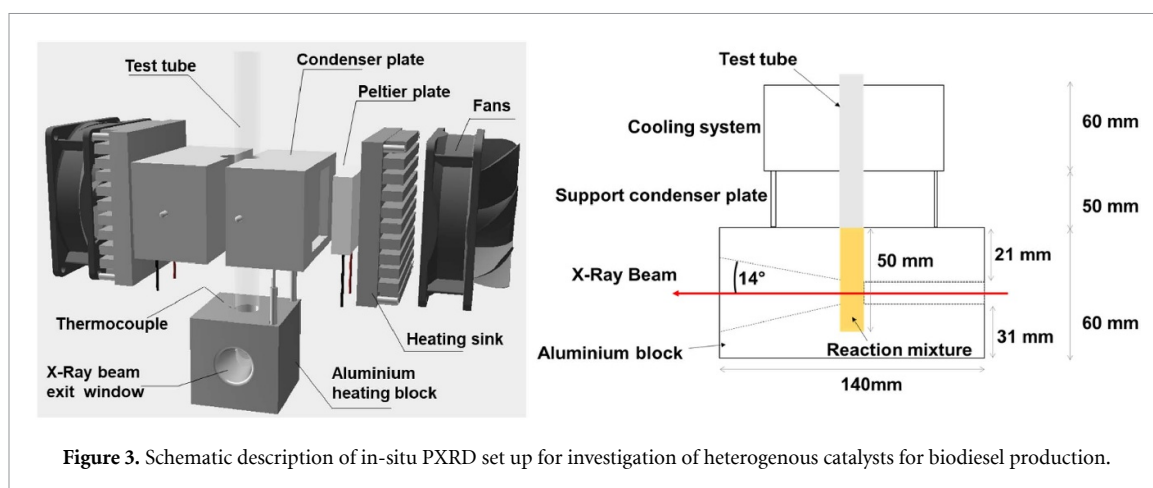 Test tube
Condenser plate
Peltier plate
Fans
Thermocouple
X-Ray beam
exit window
Aluminium
heating block
Heating sink
Test tube
Cooling system
60 mm
Support condenser plate
50 mm
X-Ray Beam
14°
50 mm
21 mm
60 mm
31 mm
Aluminium block
Reaction mixture
140mm
Figure 3. Schematic description of in-situ PXRD set up for investigation of heterogenous catalysts for biodiesel production.